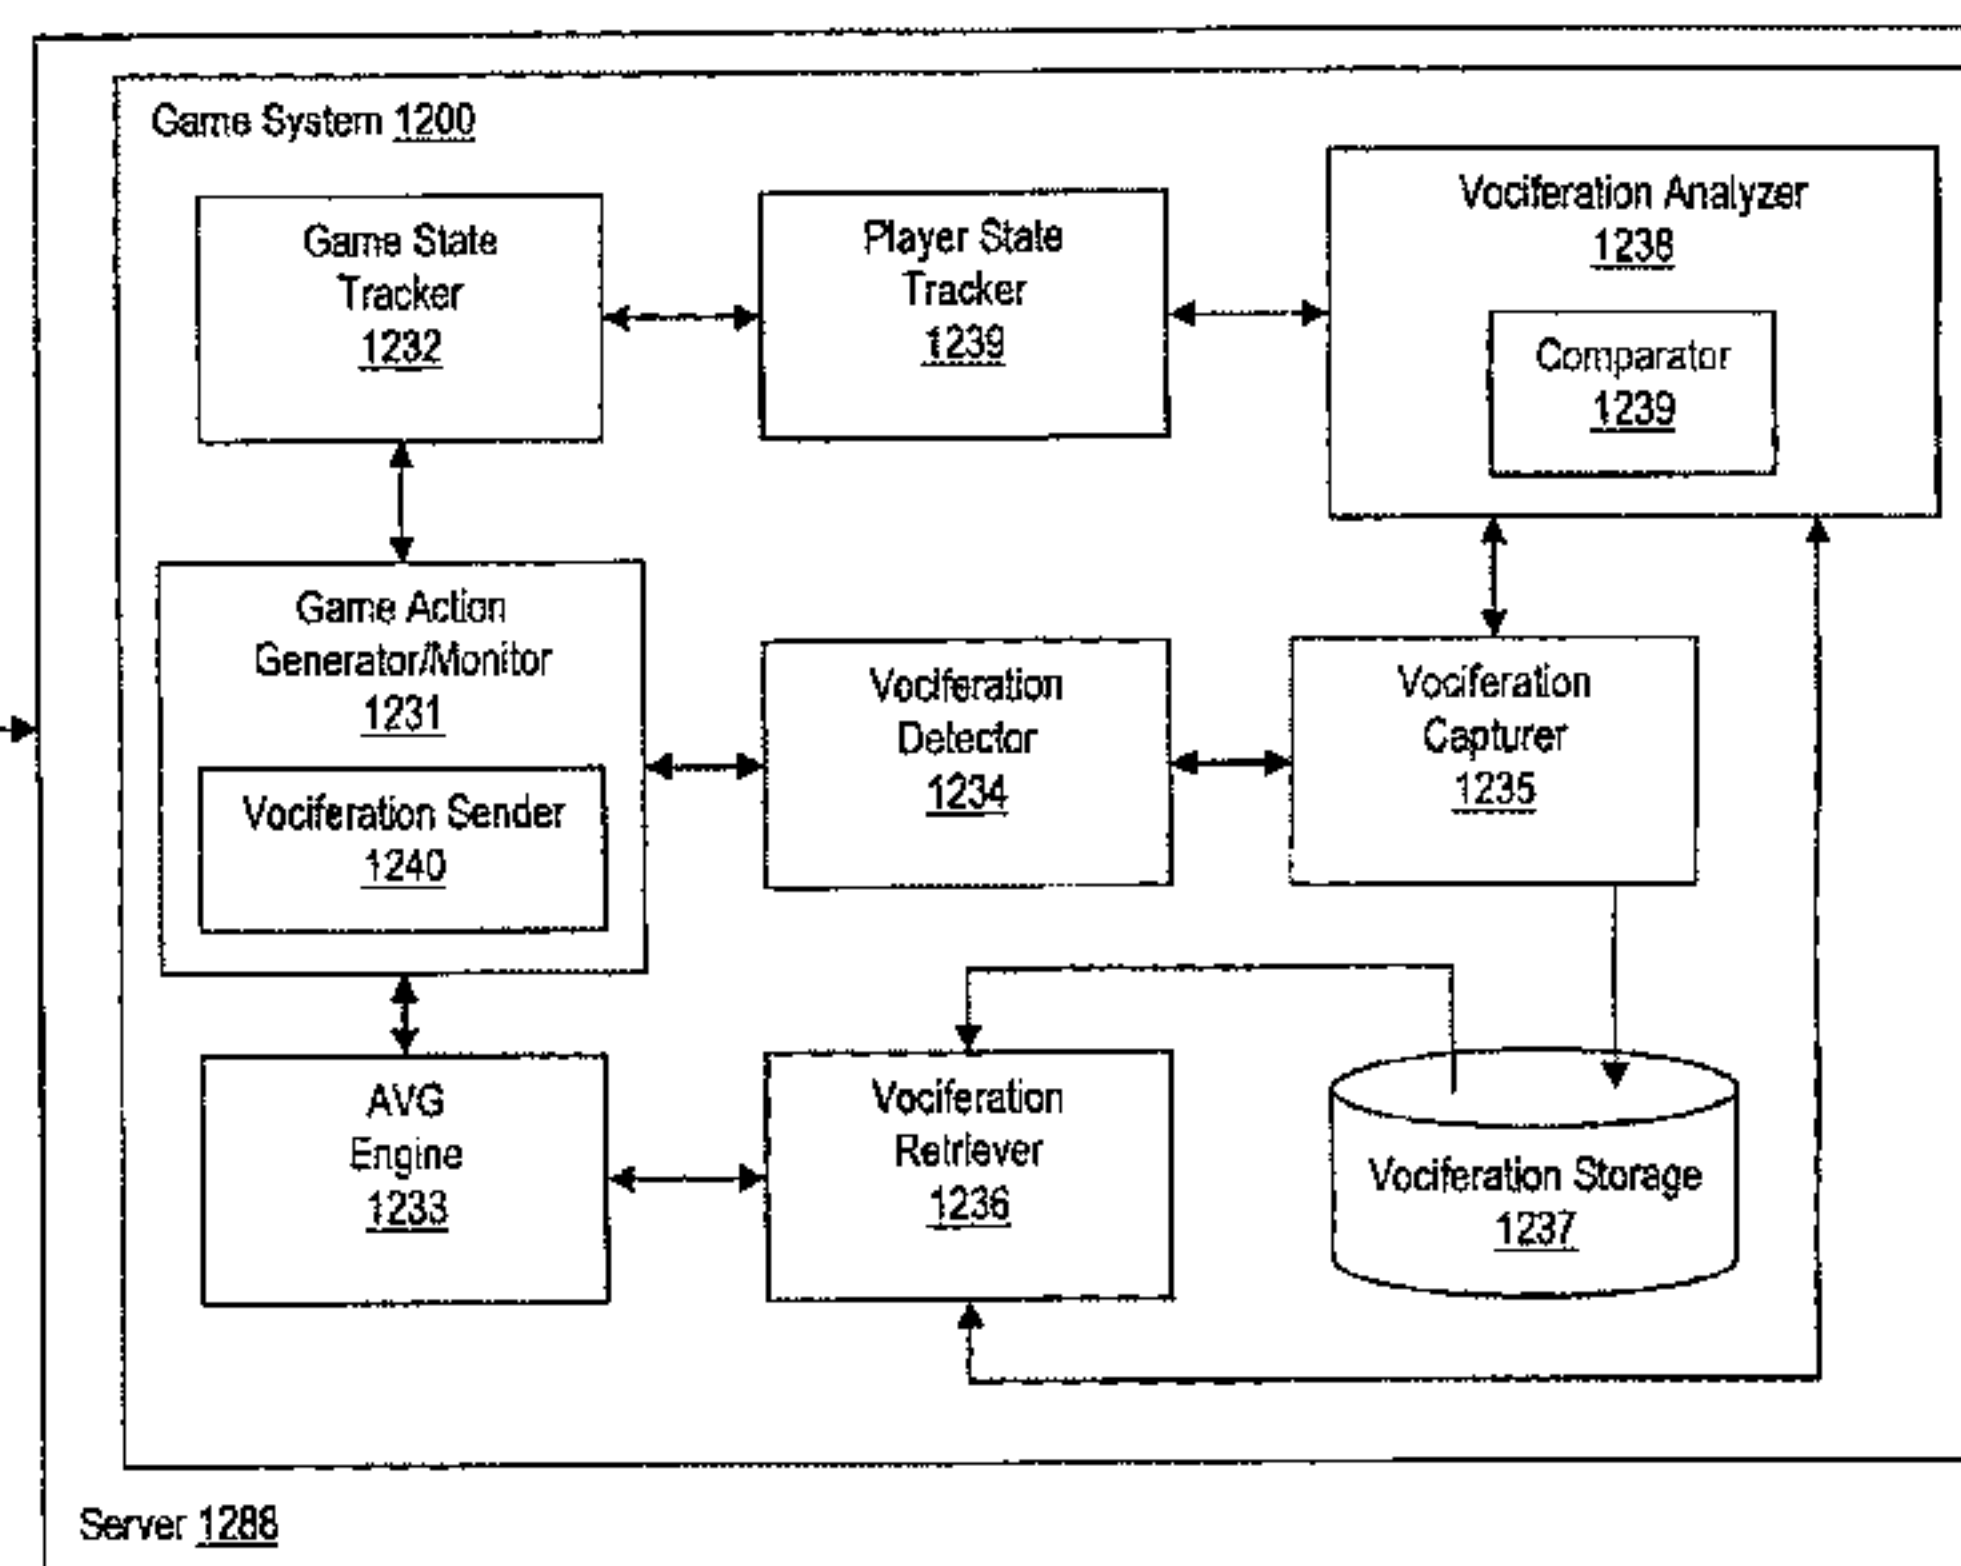 Game System 1200
Game State
Tracker
1232
Player State
Tracker
1239
Vociferation Analyzer
1238
Comparator
1239
Game Action
Generator/Monitor
1231
Vociferation Sender
1240
Vociferation
Detector
1234
Vociferation
Capturer
1235
AVG
Engine
1233
Vociferation
Retriever
1236
Vociferation Storage
1237
Server 1288